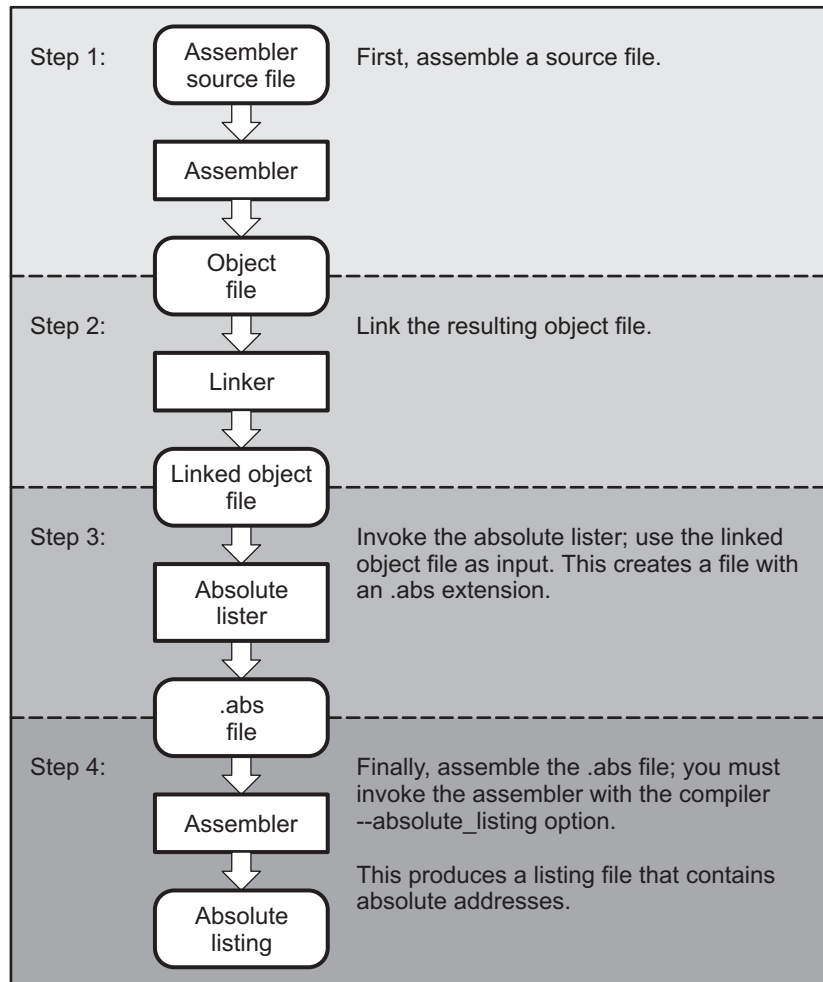 Step 1:
Assembler
source file
First, assemble a source file.
Assembler
Object
file
Step 2:
Link the resulting object file.
Linker
Linked object
file
Step 3:
Invoke the absolute lister; use the linked
object file as input. This creates a file with
an .abs extension.
Absolute
lister
.abs
file
Step 4:
Finally, assemble the .abs file; you must
invoke the assembler with the compiler
--absolute_listing option.
Assembler
This produces a listing file that contains
absolute addresses.
Absolute
listing